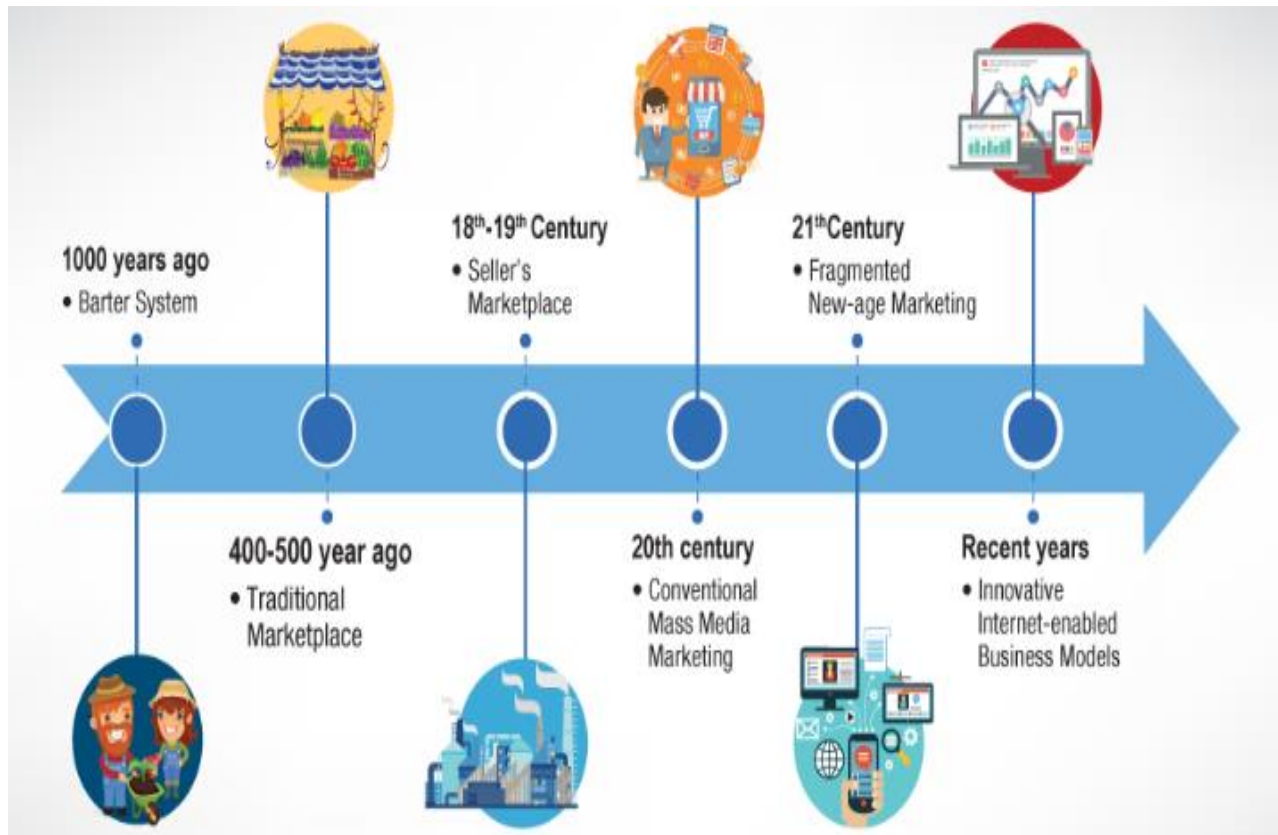 1000 years ago
• Barter System
400-500 year ago
• Traditional
Marketplace
18th-19th Century
• Seller's
Marketplace
20th century
• Conventional
Mass Media
Marketing
21thCentury
• Fragmented
New-age Marketing
Recent years
• Innovative
Internet-enabled
Business Models